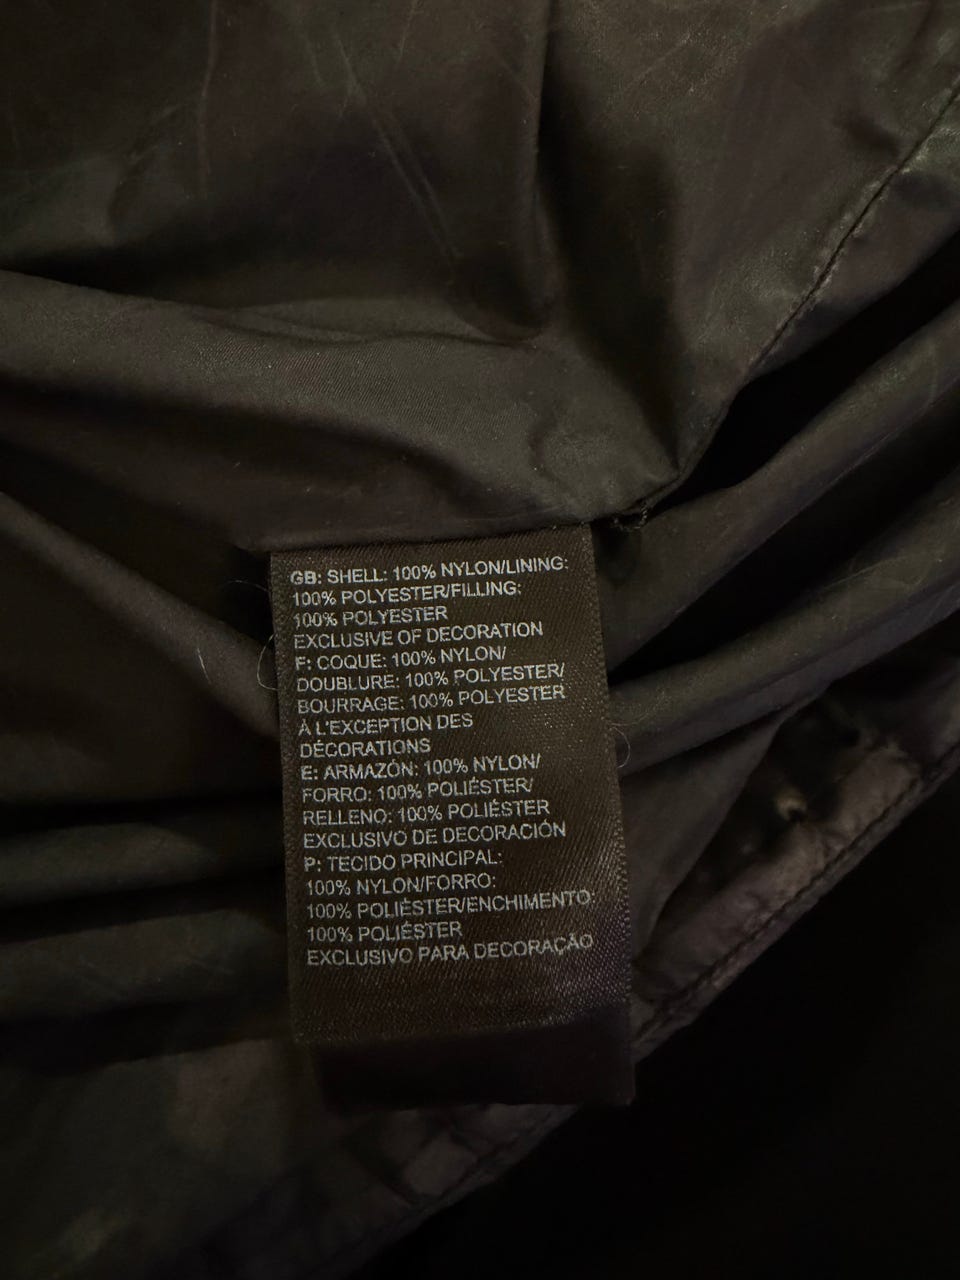 GB: SHELL: 100% NYLON/LINING:
100% POLYESTER/FILLING:
100% POLYESTER
EXCLUSIVE OF DECORATION
F: COQUE: 100% NYLON/
DOUBLURE: 100% POLYESTER/
BOURRAGE: 100% POLYESTER
À L'EXCEPTION DES
DÉCORATIONS
E: ARMAZÓN: 100% NYLON/
FORRO: 100% POLIÉSTER/
RELLENO: 100% POLIÉSTER
EXCLUSIVO DE DECORACIÓN
P: TECIDO PRINCIPAL:
100% NYLON/FORRO:
100% POLIÉSTER/ENCHIMENTO:
100% POLIÉSTER
EXCLUSIVO PARA DECORAÇÃO